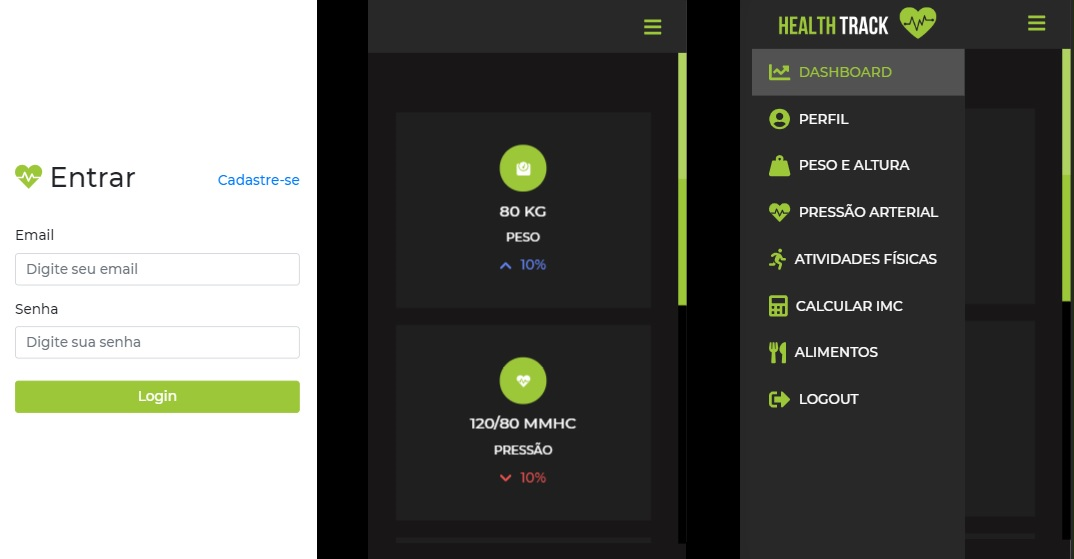 Entrar
Cadastre-se
Email
Digite seu email
Senha
Digite sua senha
Login
80 KG
PESO
10%
120/80 MMHC
PRESSÃO
10%
HEALTH TRACK
DASHBOARD
PERFIL
PESO E ALTURA
PRESSÃO ARTERIAL
ATIVIDADES FÍSICAS
CALCULAR IMC
ALIMENTOS
LOGOUT